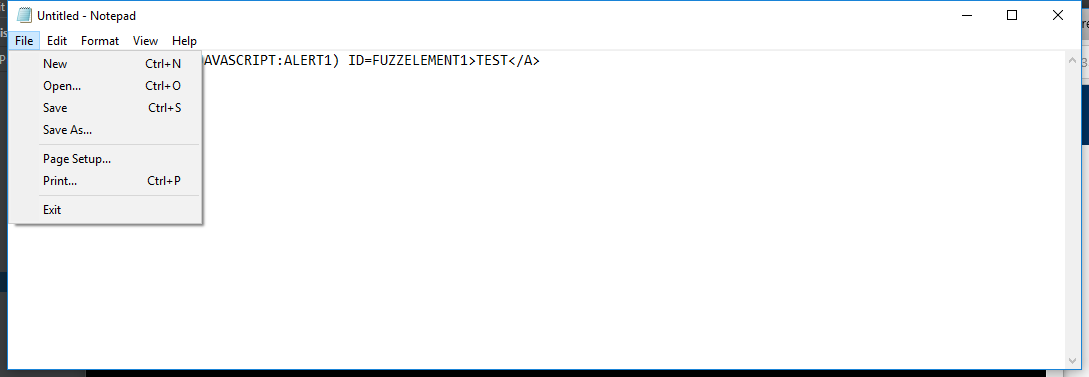 Untitled - Notepad
File Edit Format View Help
AVASCRIPT:ALERT1) ID=FUZZELEMENT1>TEST</A>
New Ctrl+N
Open... Ctrl+O
Save Ctrl+S
Save As...
Page Setup...
Print... Ctrl+P
Exit